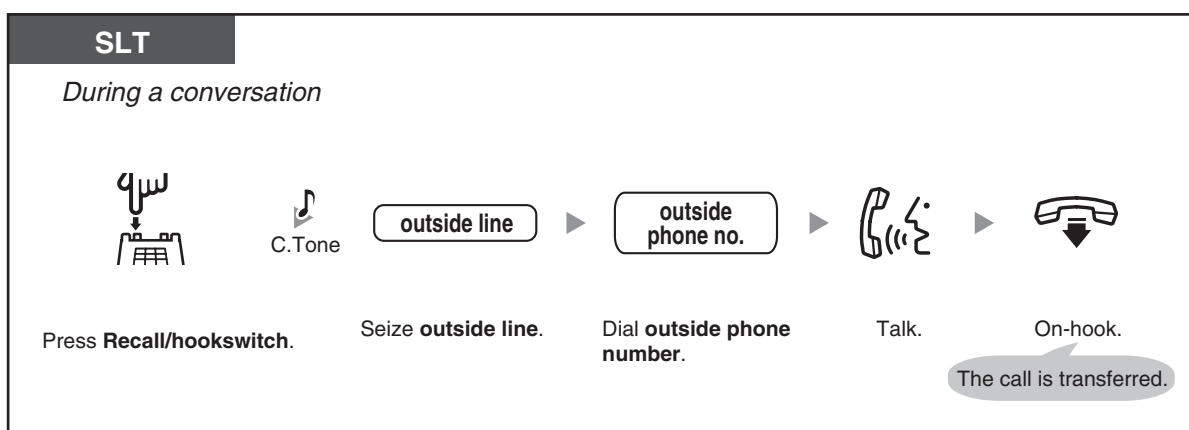 SLT
During a conversation
C.Tone
outside line
outside
phone no.
Press Recall/hookswitch.
Seize outside line.
Dial outside phone
number.
Talk.
On-hook.
The call is transferred.